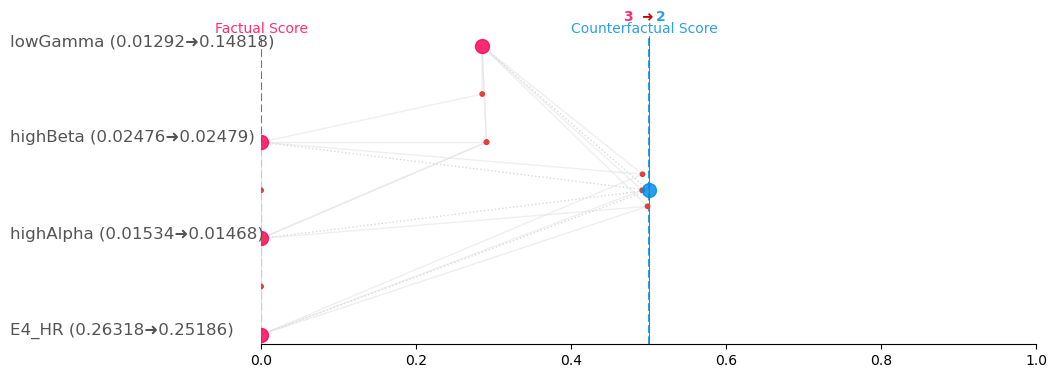 3 ➔ 2
Factual Score
Counterfactual Score
lowGamma (0.01292➔0.14818)
highBeta (0.02476➔0.02479)
highAlpha (0.01534➔0.01468)
E4_HR (0.26318➔0.25186)
0.0 0.2 0.4 0.6 0.8 1.0